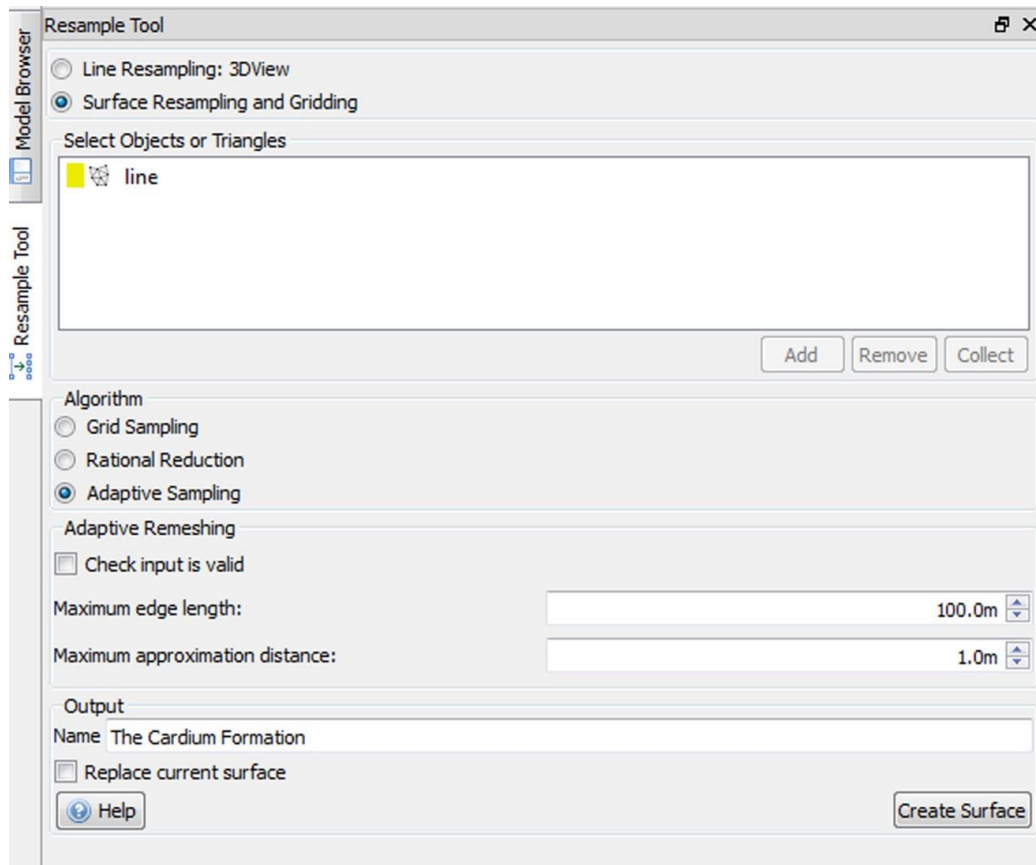 Resample Tool
Model Browser
Resample Tool
Line Resampling: 3DView
Surface Resampling and Gridding
Select Objects or Triangles
line
Add Remove Collect
Algorithm
Grid Sampling
Rational Reduction
Adaptive Sampling
Adaptive Remeshing
Check input is valid
Maximum edge length: 100.0m
Maximum approximation distance: 1.0m
Output
Name The Cardium Formation
Replace current surface
Help Create Surface